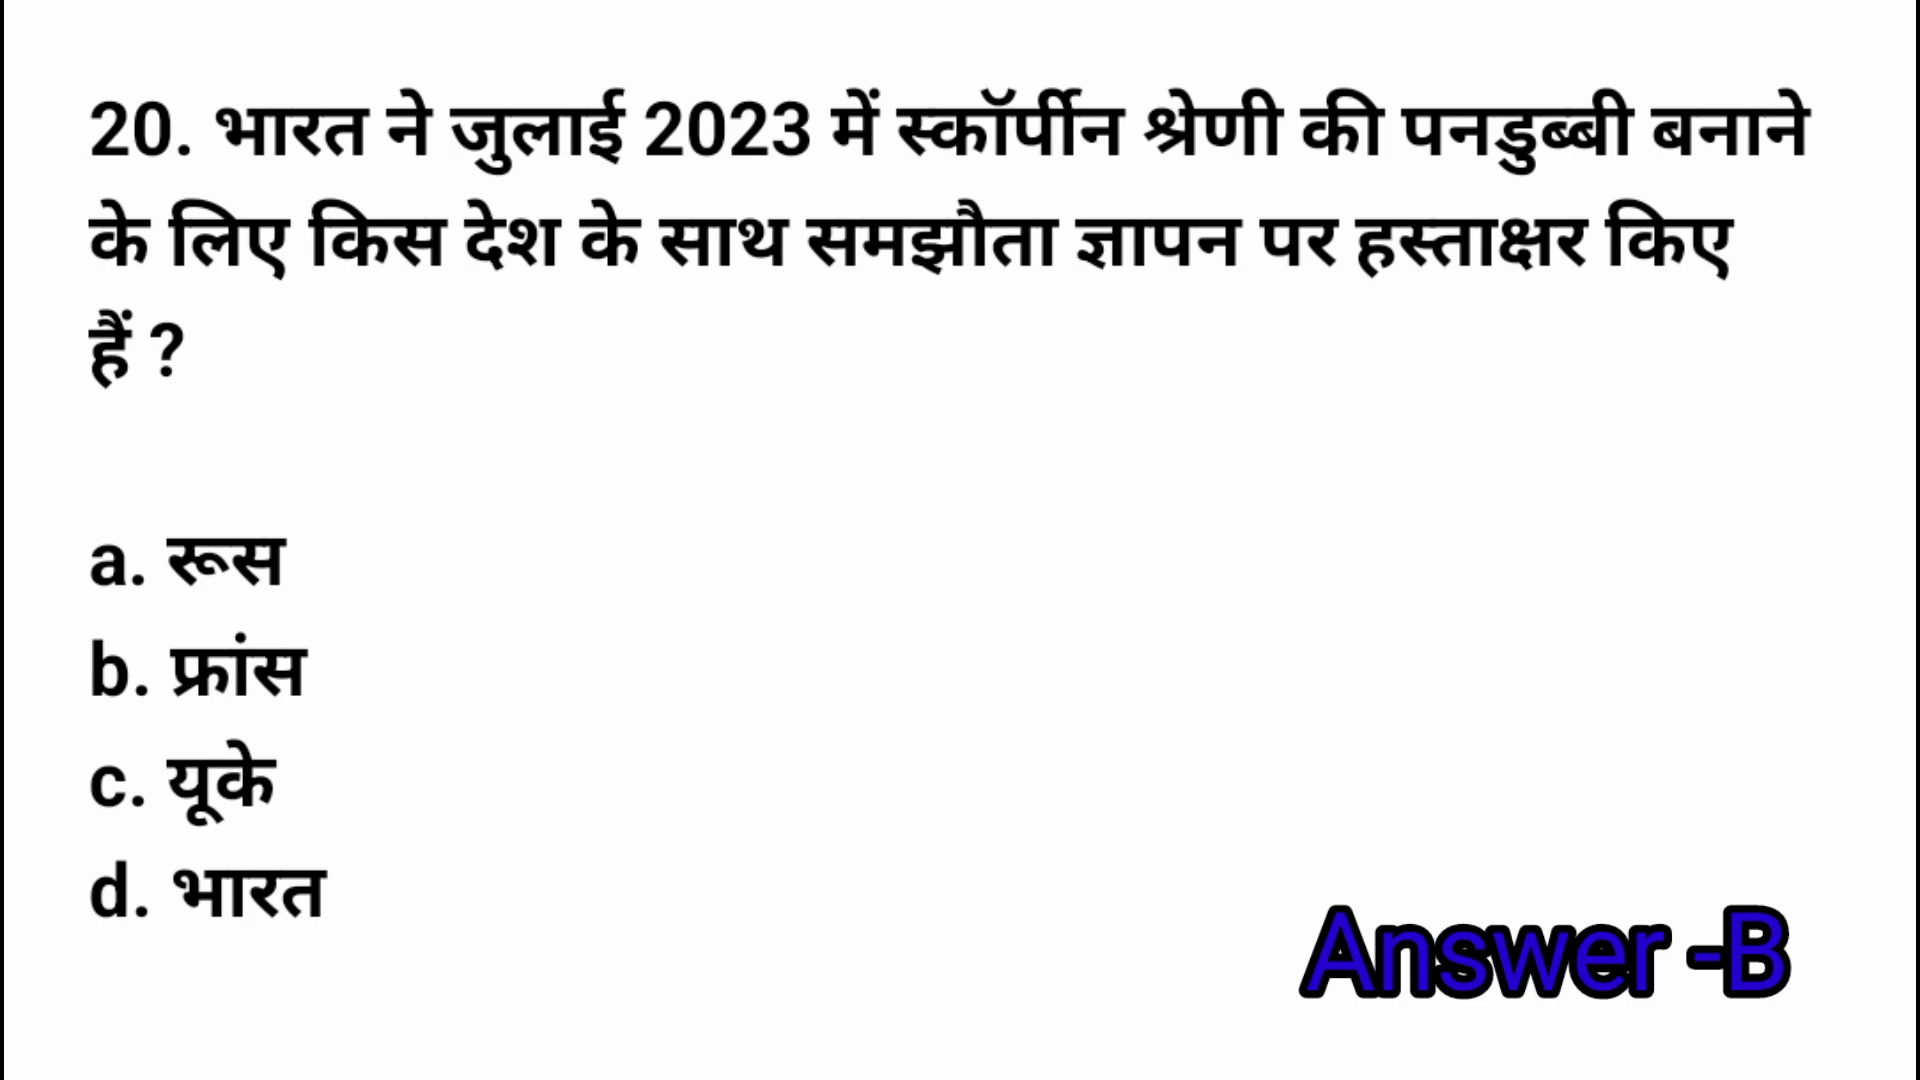 20. भारत ने जुलाई 2023 में स्कॉर्पीन श्रेणी की पनडुब्बी बनाने
के लिए किस देश के साथ समझौता ज्ञापन पर हस्ताक्षर किए
हैं ?
a. रूस
b. फ्रांस
c. यूके
d. भारत
Answer -B